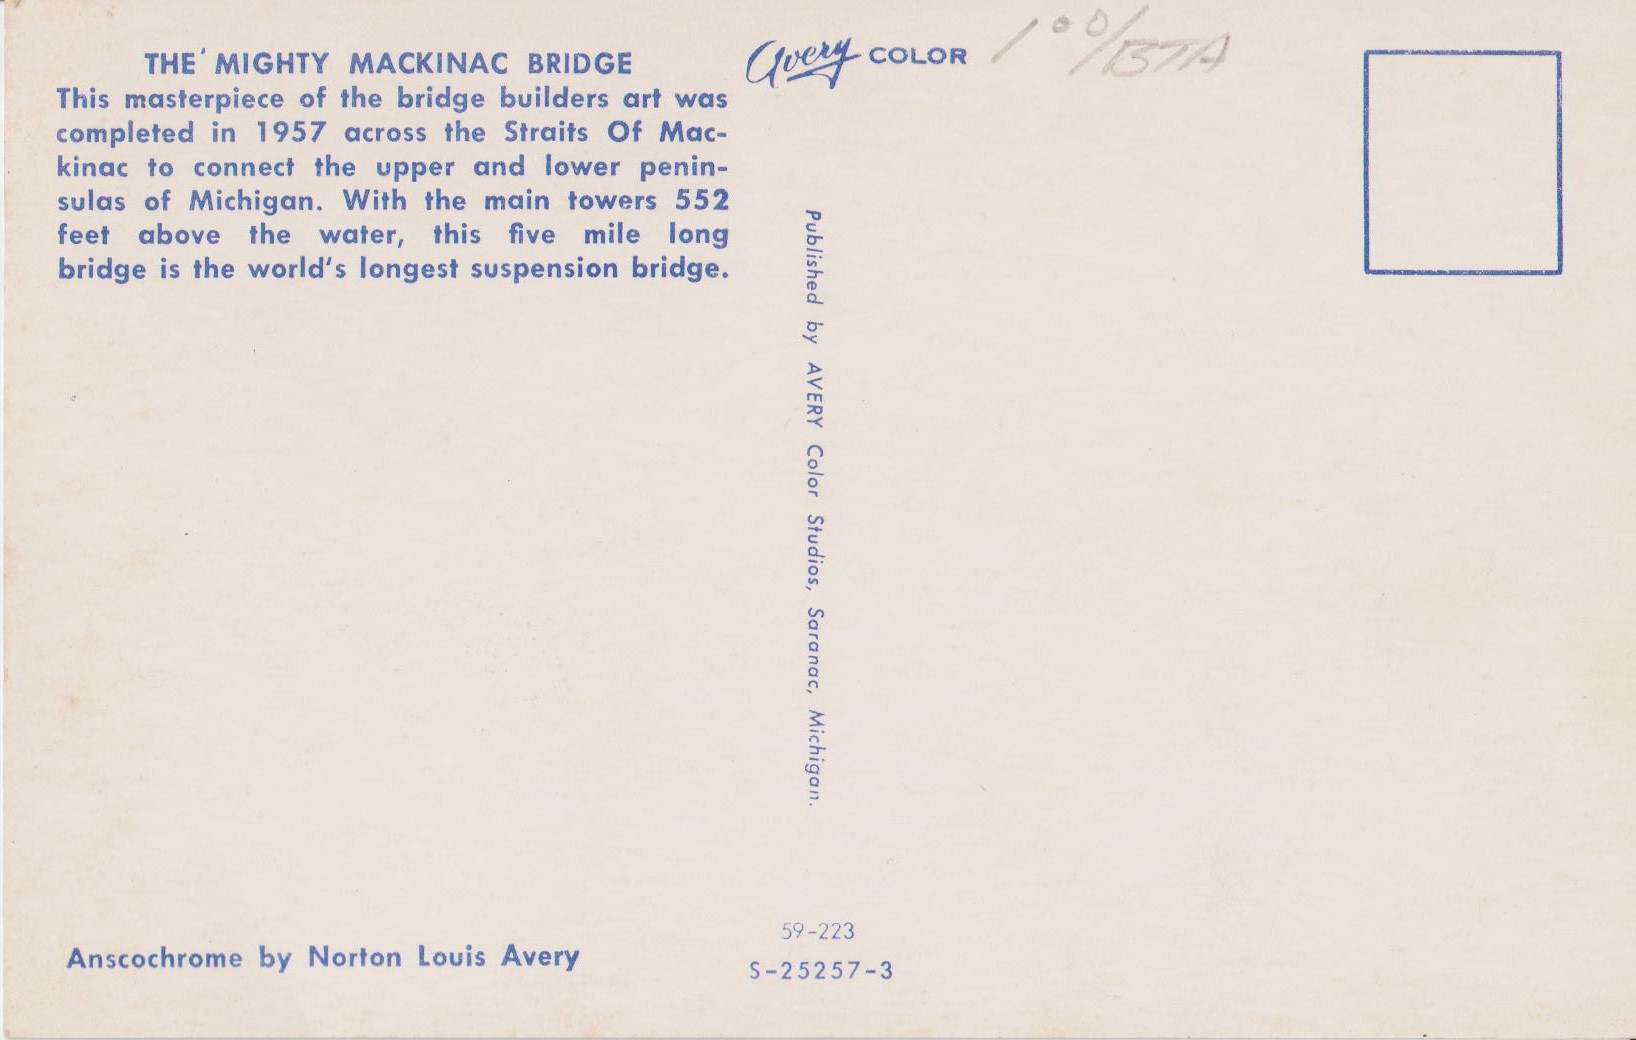 THE' MIGHTY MACKINAC BRIDGE
This masterpiece of the bridge builders art was
completed in 1957 across the Straits Of Mac-
kinac to connect the upper and lower penin-
sulas of Michigan. With the main towers 552
feet above the water, this five mile long
bridge is the world's longest suspension bridge.
Avery COLOR
1 00/BTA
Published by AVERY Color Studios, Saranac, Michigan.
Anscochrome by Norton Louis Avery
59-223
S-25257-3